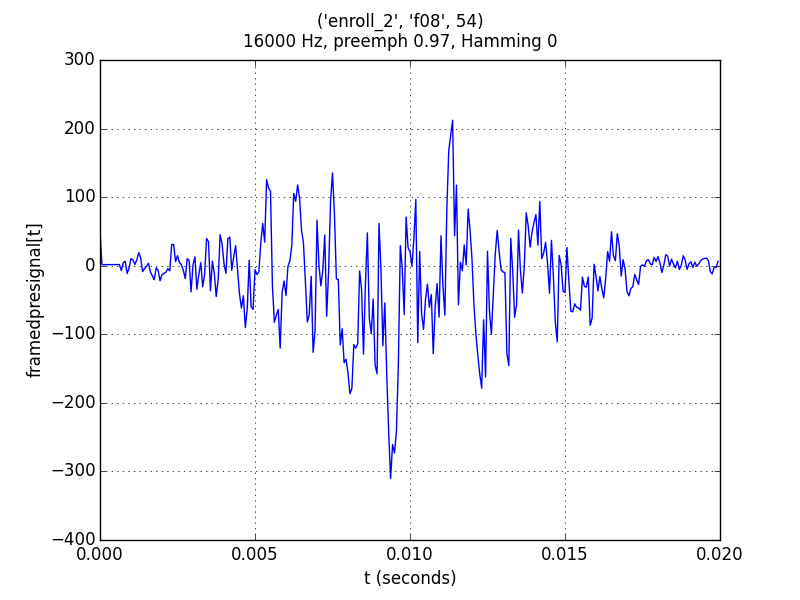 ('enroll_2', 'f08', 54)
16000 Hz, preemph 0.97, Hamming 0
300
200
100
0
−100
−200
−300
−400
framedpresignal[t]
0.000 0.005 0.010 0.015 0.020
t (seconds)